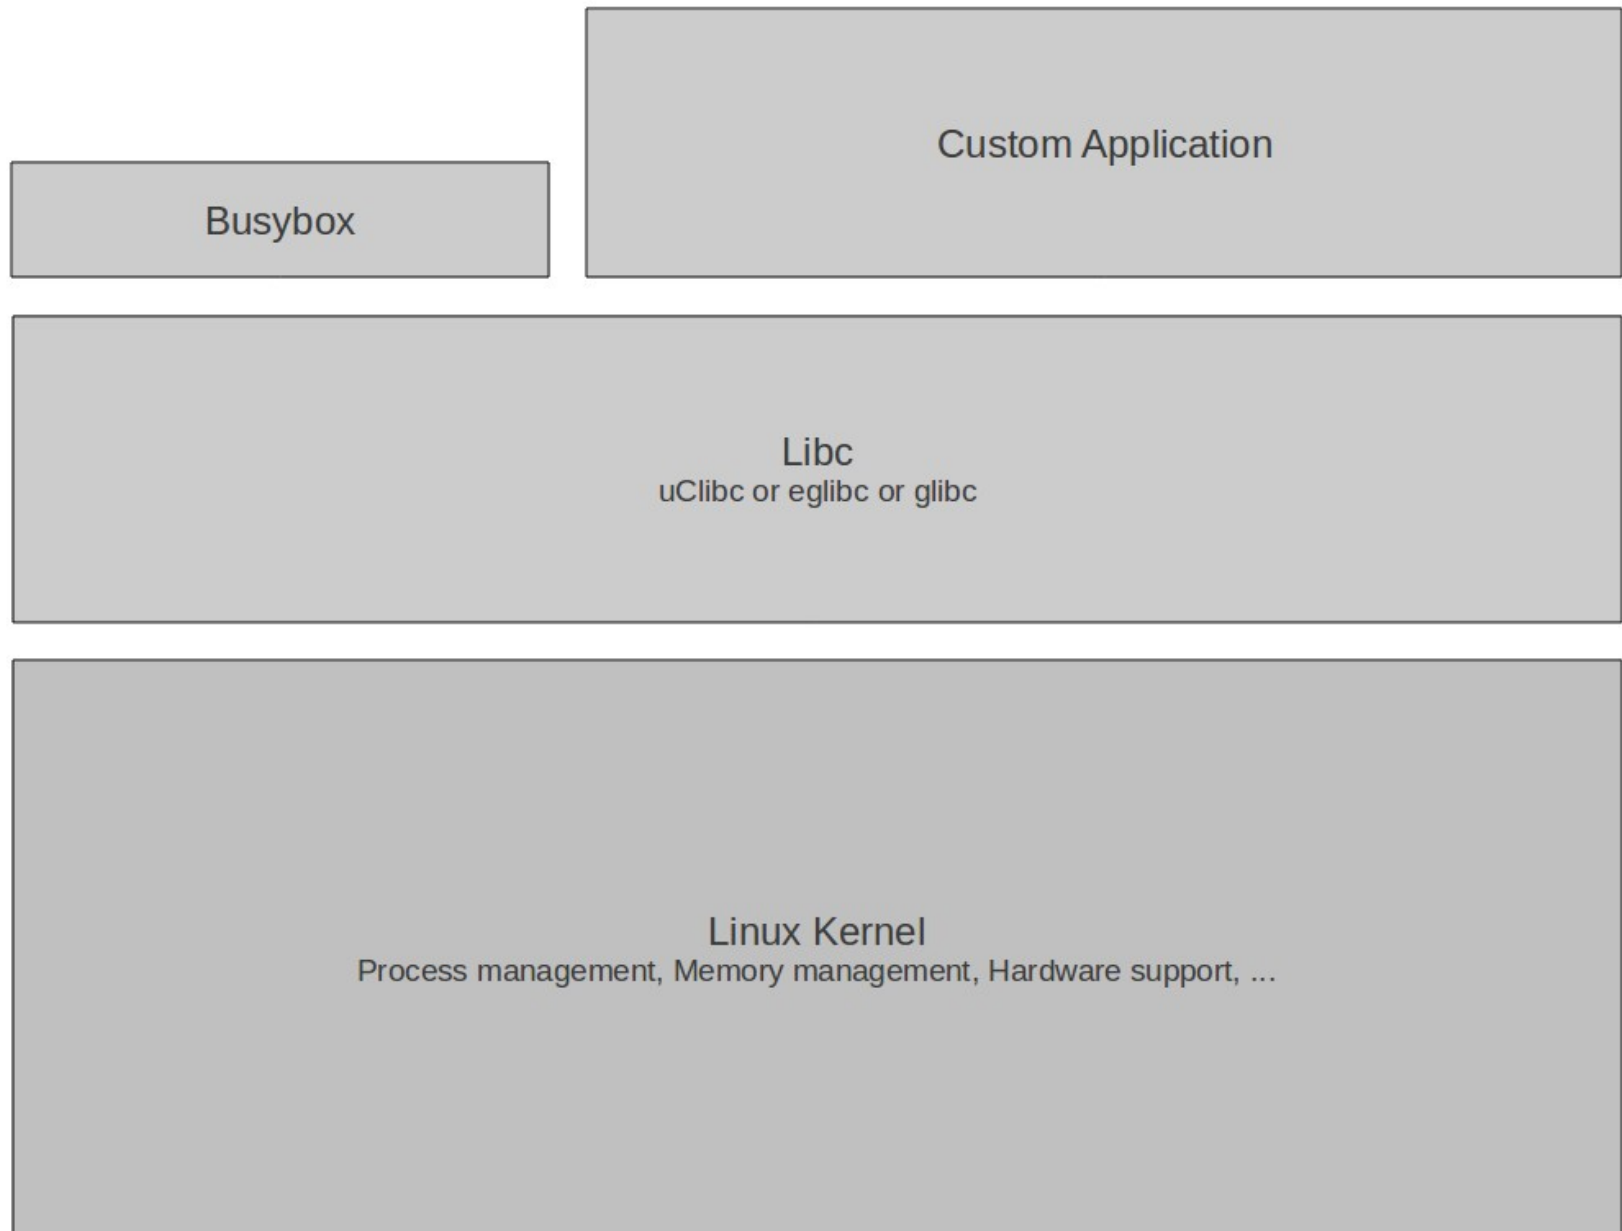 Custom Application
Busybox
Libc
uClibc or eglibc or glibc
Linux Kernel
Process management, Memory management, Hardware support, ...